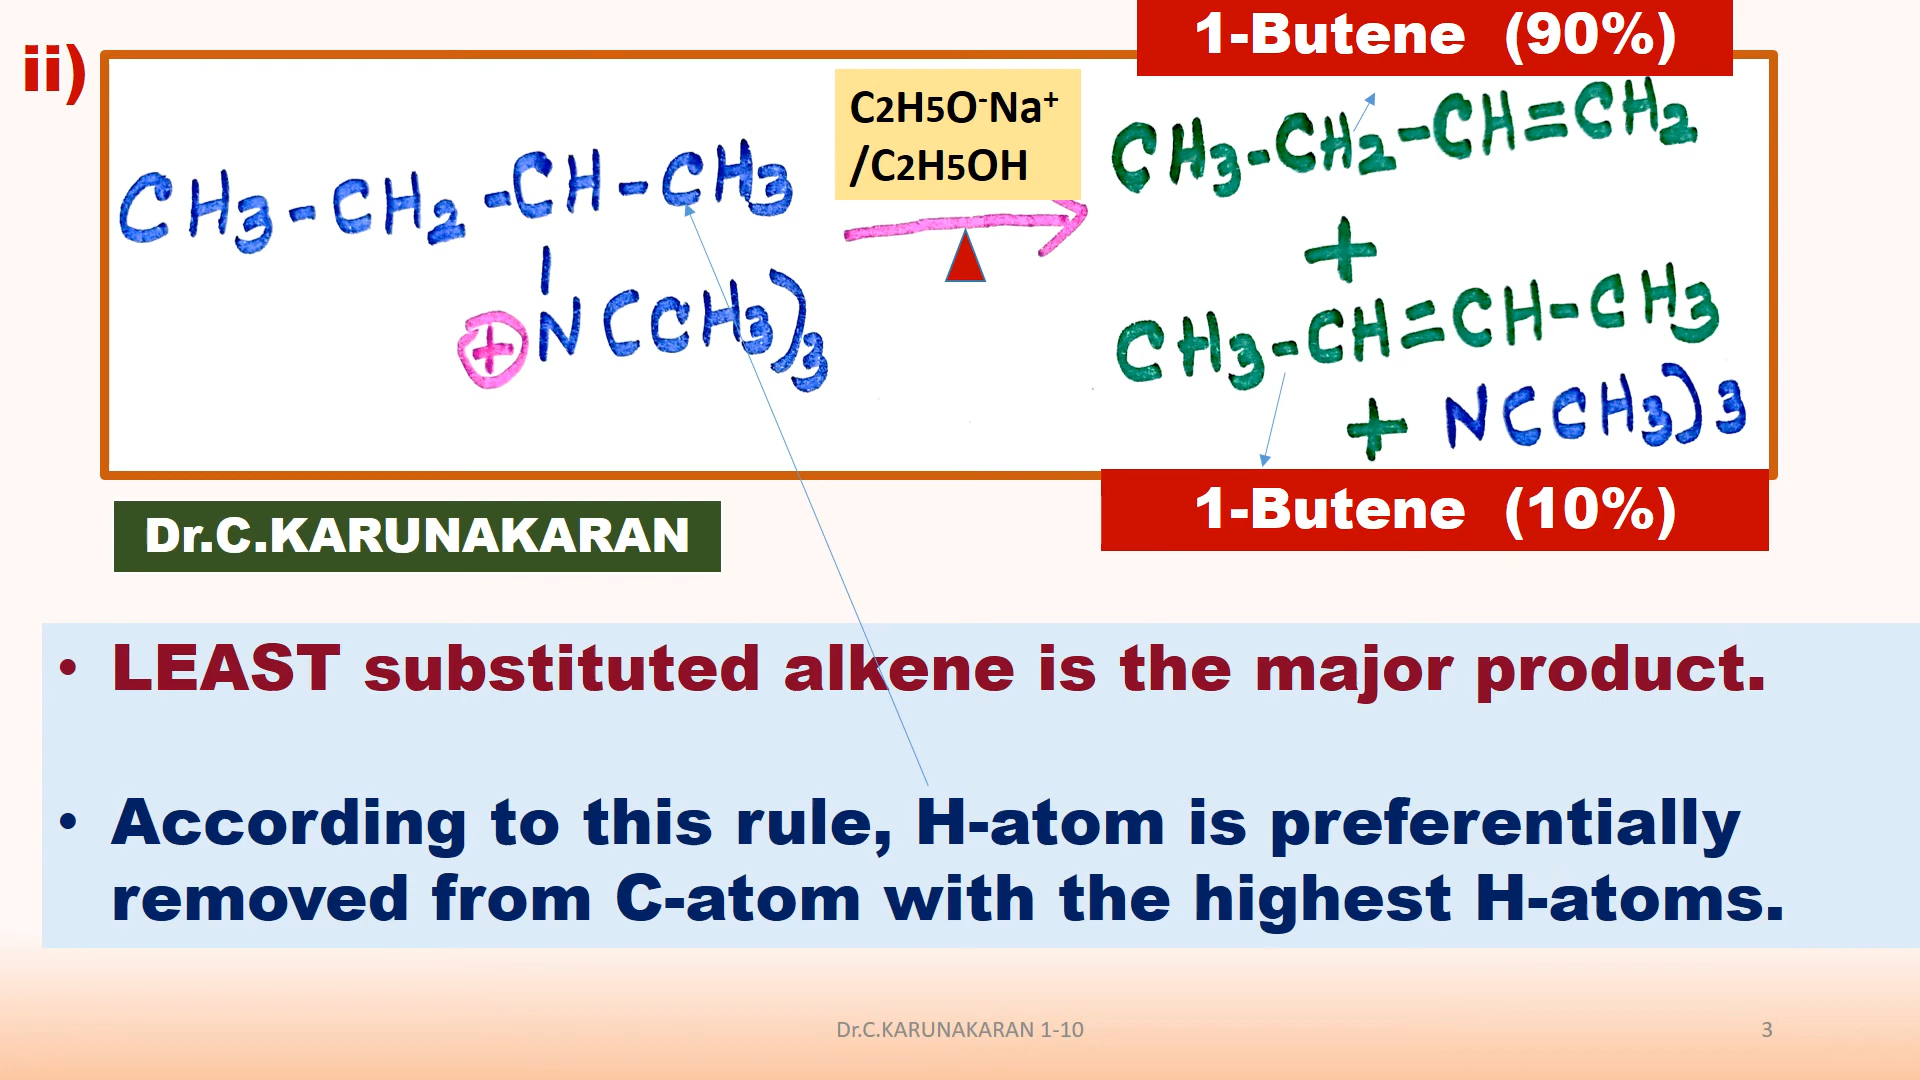 1-Butene (90%)
ii)
C2H5O⁻Na⁺
/C2H5OH
CH3-CH2-CH-CH3
|
⊕N(CH3)3
CH3-CH2-CH=CH2
+
CH3-CH=CH-CH3
+ N(CH3)3
1-Butene (10%)
Dr.C.KARUNAKARAN
• LEAST substituted alkene is the major product.
• According to this rule, H-atom is preferentially
removed from C-atom with the highest H-atoms.
Dr.C.KARUNAKARAN 1-10
3